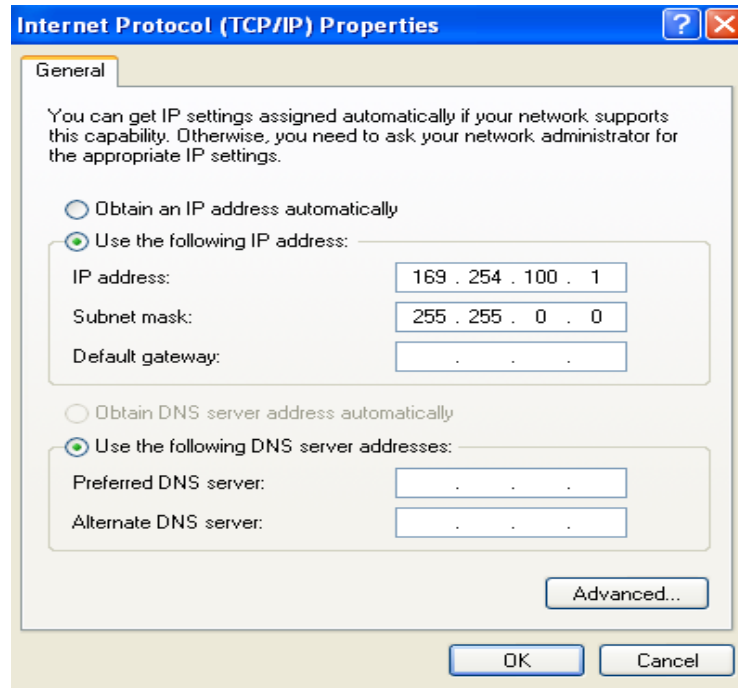 Internet Protocol (TCP/IP) Properties
General
You can get IP settings assigned automatically if your network supports
this capability. Otherwise, you need to ask your network administrator for
the appropriate IP settings.
Obtain an IP address automatically
Use the following IP address:
IP address: 169 . 254 . 100 . 1
Subnet mask: 255 . 255 . 0 . 0
Default gateway: . . .
Obtain DNS server address automatically
Use the following DNS server addresses:
Preferred DNS server: . . .
Alternate DNS server: . . .
Advanced...
OK Cancel